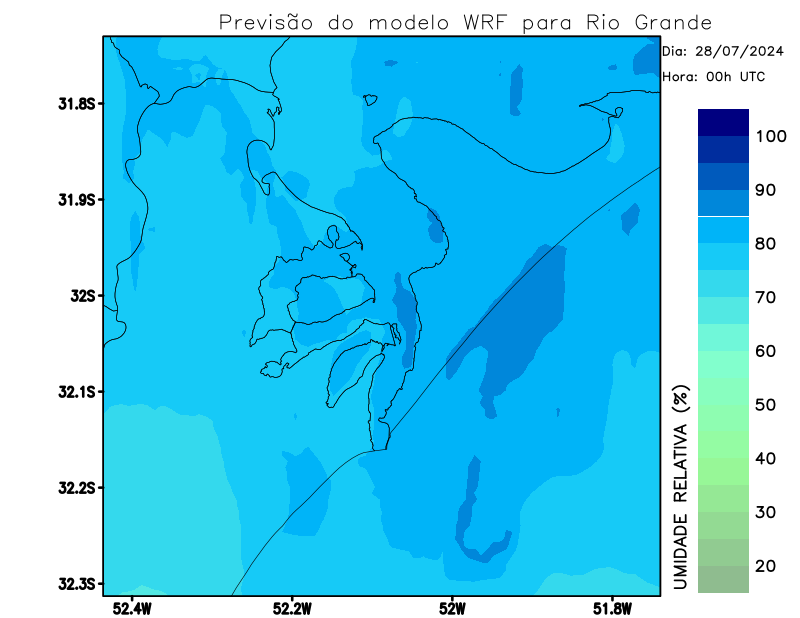 Previsão do modelo WRF para Rio Grande
Dia: 28/07/2024
Hora: 00h UTC
31.8S
31.9S
32S
32.1S
32.2S
32.3S
52.4W
52.2W
52W
51.8W
UMIDADE RELATIVA (%)
100
90
80
70
60
50
40
30
20